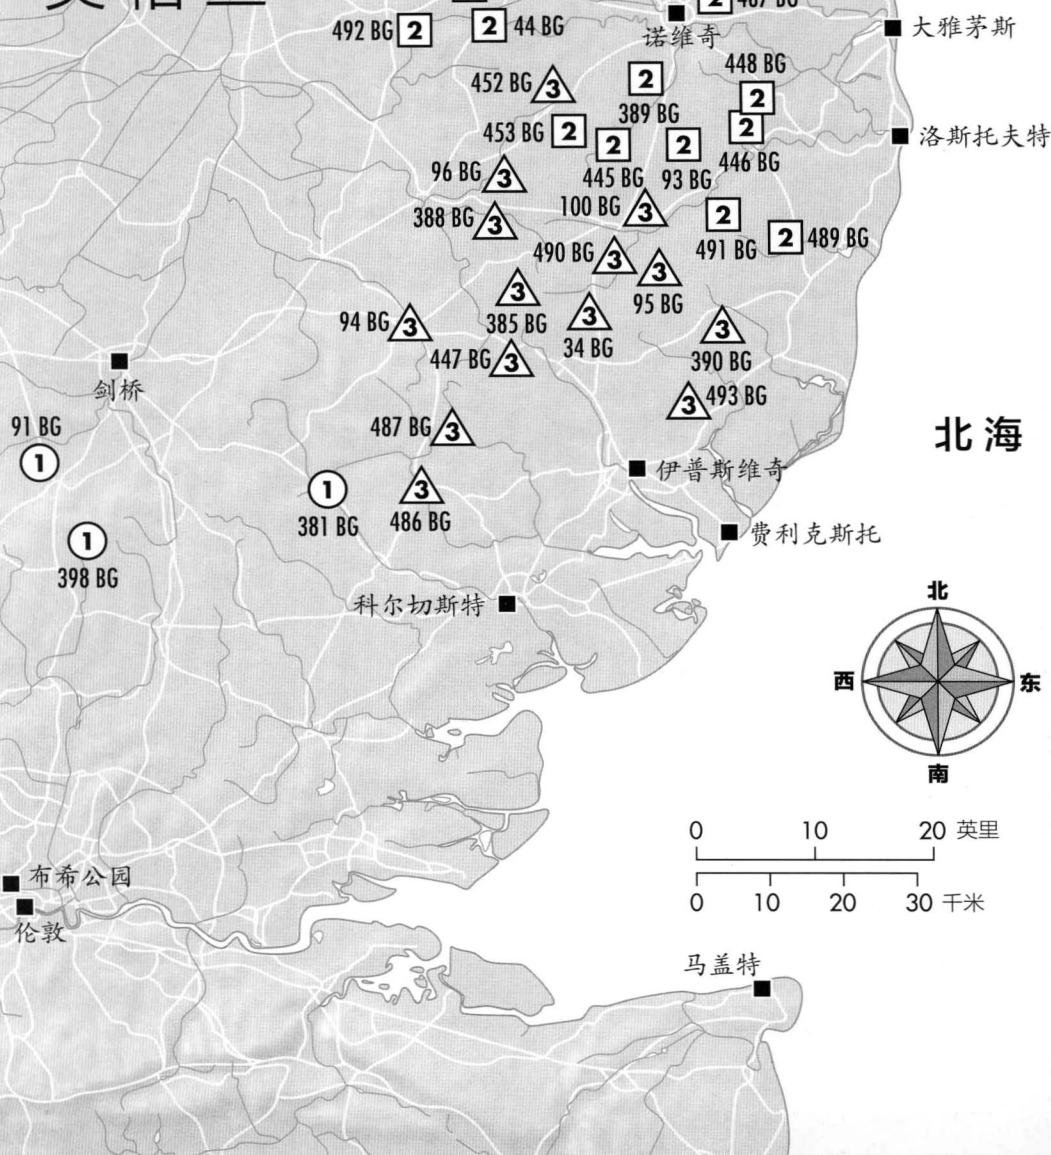 467 BG
492 BG 2
2 44 BG
诺维奇
大雅茅斯
448 BG
2
452 BG 3
2
389 BG
453 BG 2
2
445 BG
2
93 BG
2
446 BG
洛斯托夫特
96 BG 3
388 BG 3
100 BG 3
2
491 BG
2 489 BG
490 BG 3
3
95 BG
3
385 BG
3
34 BG
94 BG 3
3
390 BG
447 BG 3
剑桥
3 493 BG
91 BG
1
487 BG 3
北海
伊普斯维奇
1
381 BG
3
486 BG
费利克斯托
1
398 BG
科尔切斯特
北
西
东
南
0 10 20 英里
0 10 20 30 千米
布希公园
伦敦
马盖特